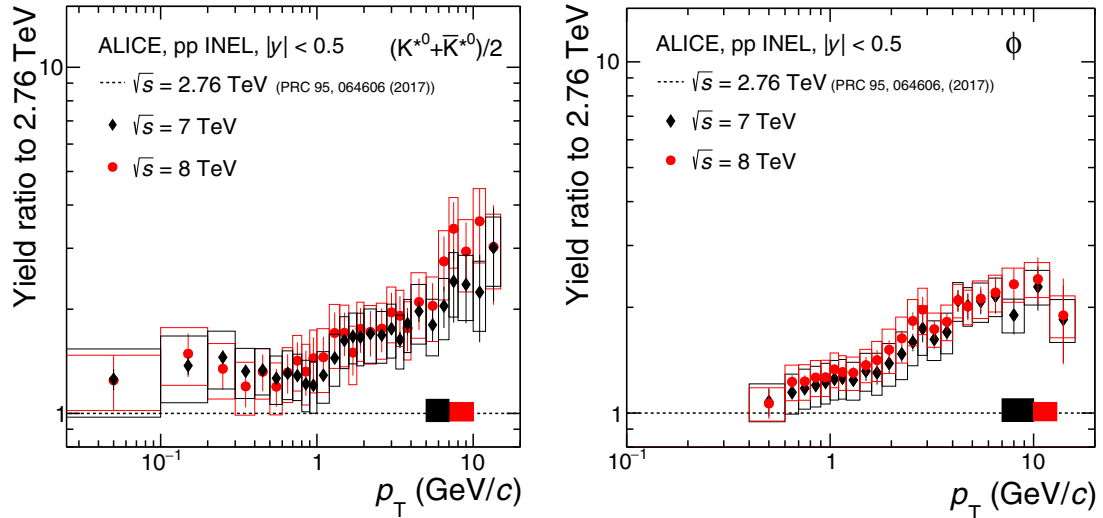 Yield ratio to 2.76 TeV
ALICE, pp INEL, |y| < 0.5 (K*⁰+K̅*⁰)/2
√s = 2.76 TeV (PRC 95, 064606 (2017))
√s = 7 TeV
√s = 8 TeV
10
1
10⁻¹ 1 10
p_T (GeV/c)
Yield ratio to 2.76 TeV
ALICE, pp INEL, |y| < 0.5 ϕ
√s = 2.76 TeV (PRC 95, 064606, (2017))
√s = 7 TeV
√s = 8 TeV
10
1
10⁻¹ 1 10
p_T (GeV/c)